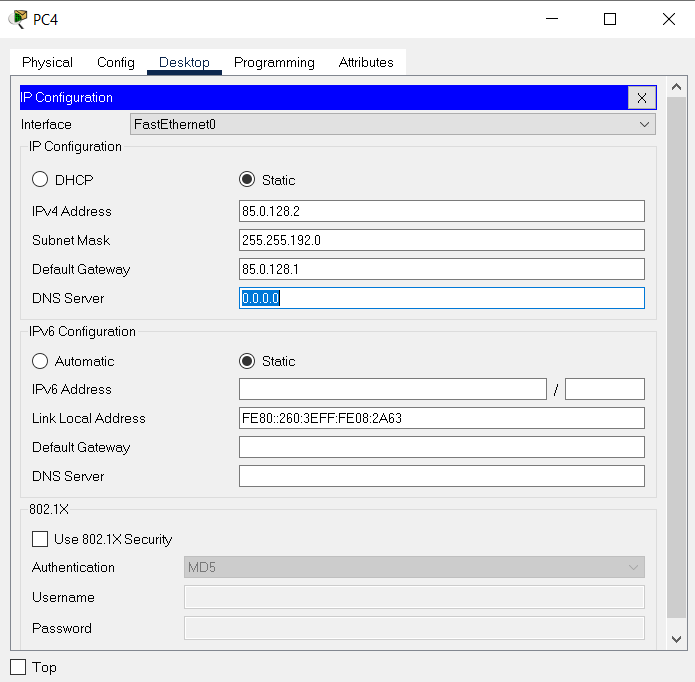 PC4
Physical Config Desktop Programming Attributes
IP Configuration X
Interface FastEthernet0
IP Configuration
DHCP Static
IPv4 Address 85.0.128.2
Subnet Mask 255.255.192.0
Default Gateway 85.0.128.1
DNS Server 0.0.0.0
IPv6 Configuration
Automatic Static
IPv6 Address /
Link Local Address FE80::260:3EFF:FE08:2A63
Default Gateway
DNS Server
802.1X
Use 802.1X Security
Authentication MD5
Username
Password
Top